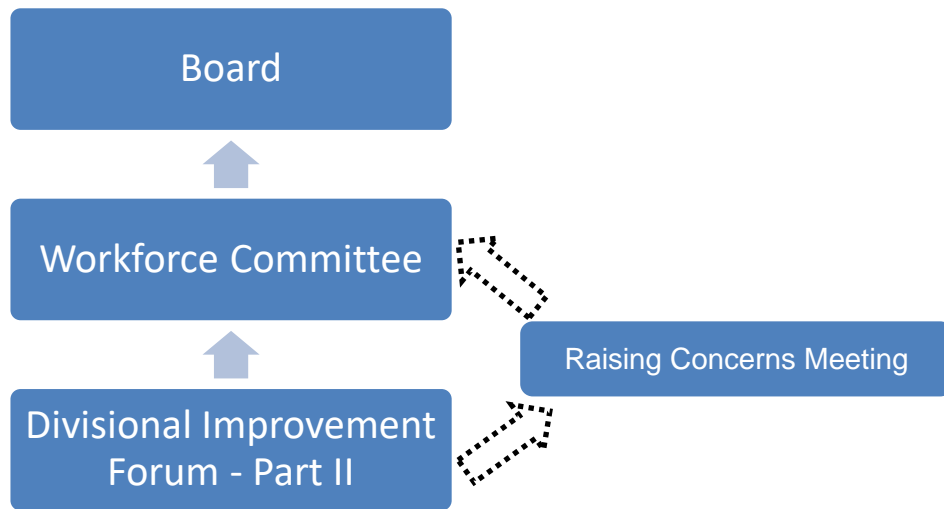 Board
Workforce Committee
Raising Concerns Meeting
Divisional Improvement
Forum - Part II